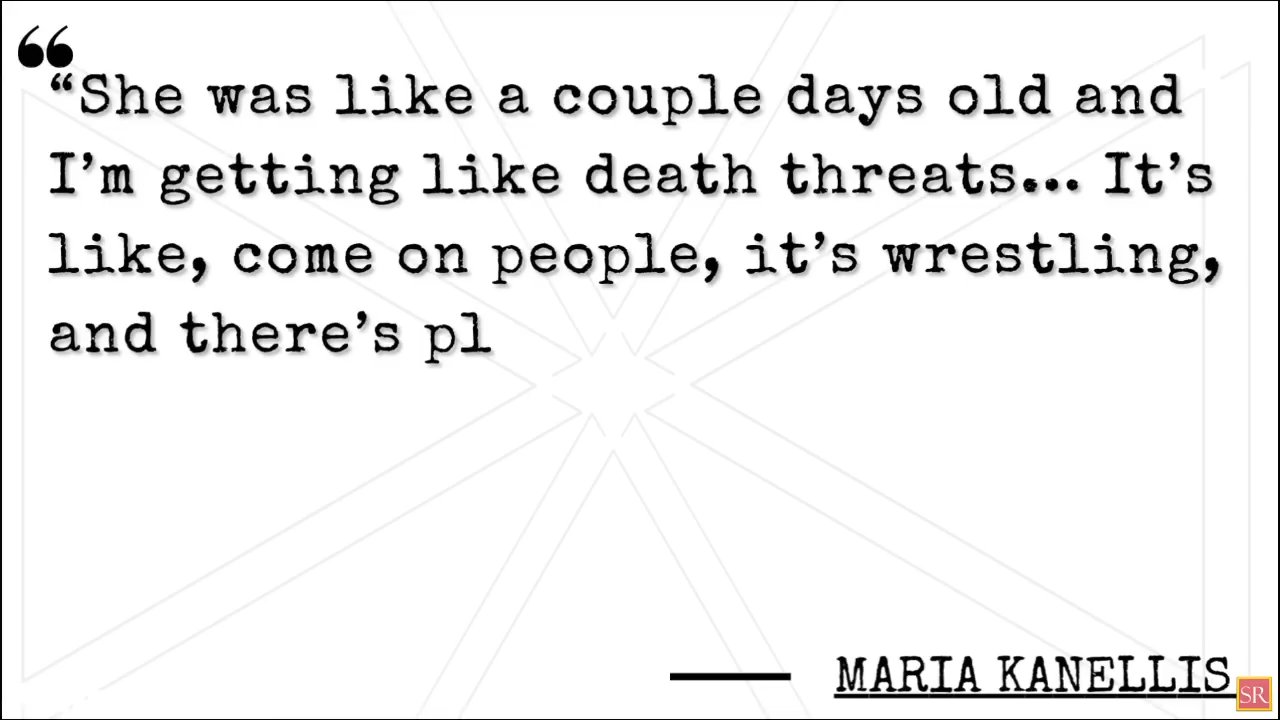 “She was like a couple days old and
I’m getting like death threats... It’s
like, come on people, it’s wrestling,
and there’s pl
MARIA KANELLIS
SR